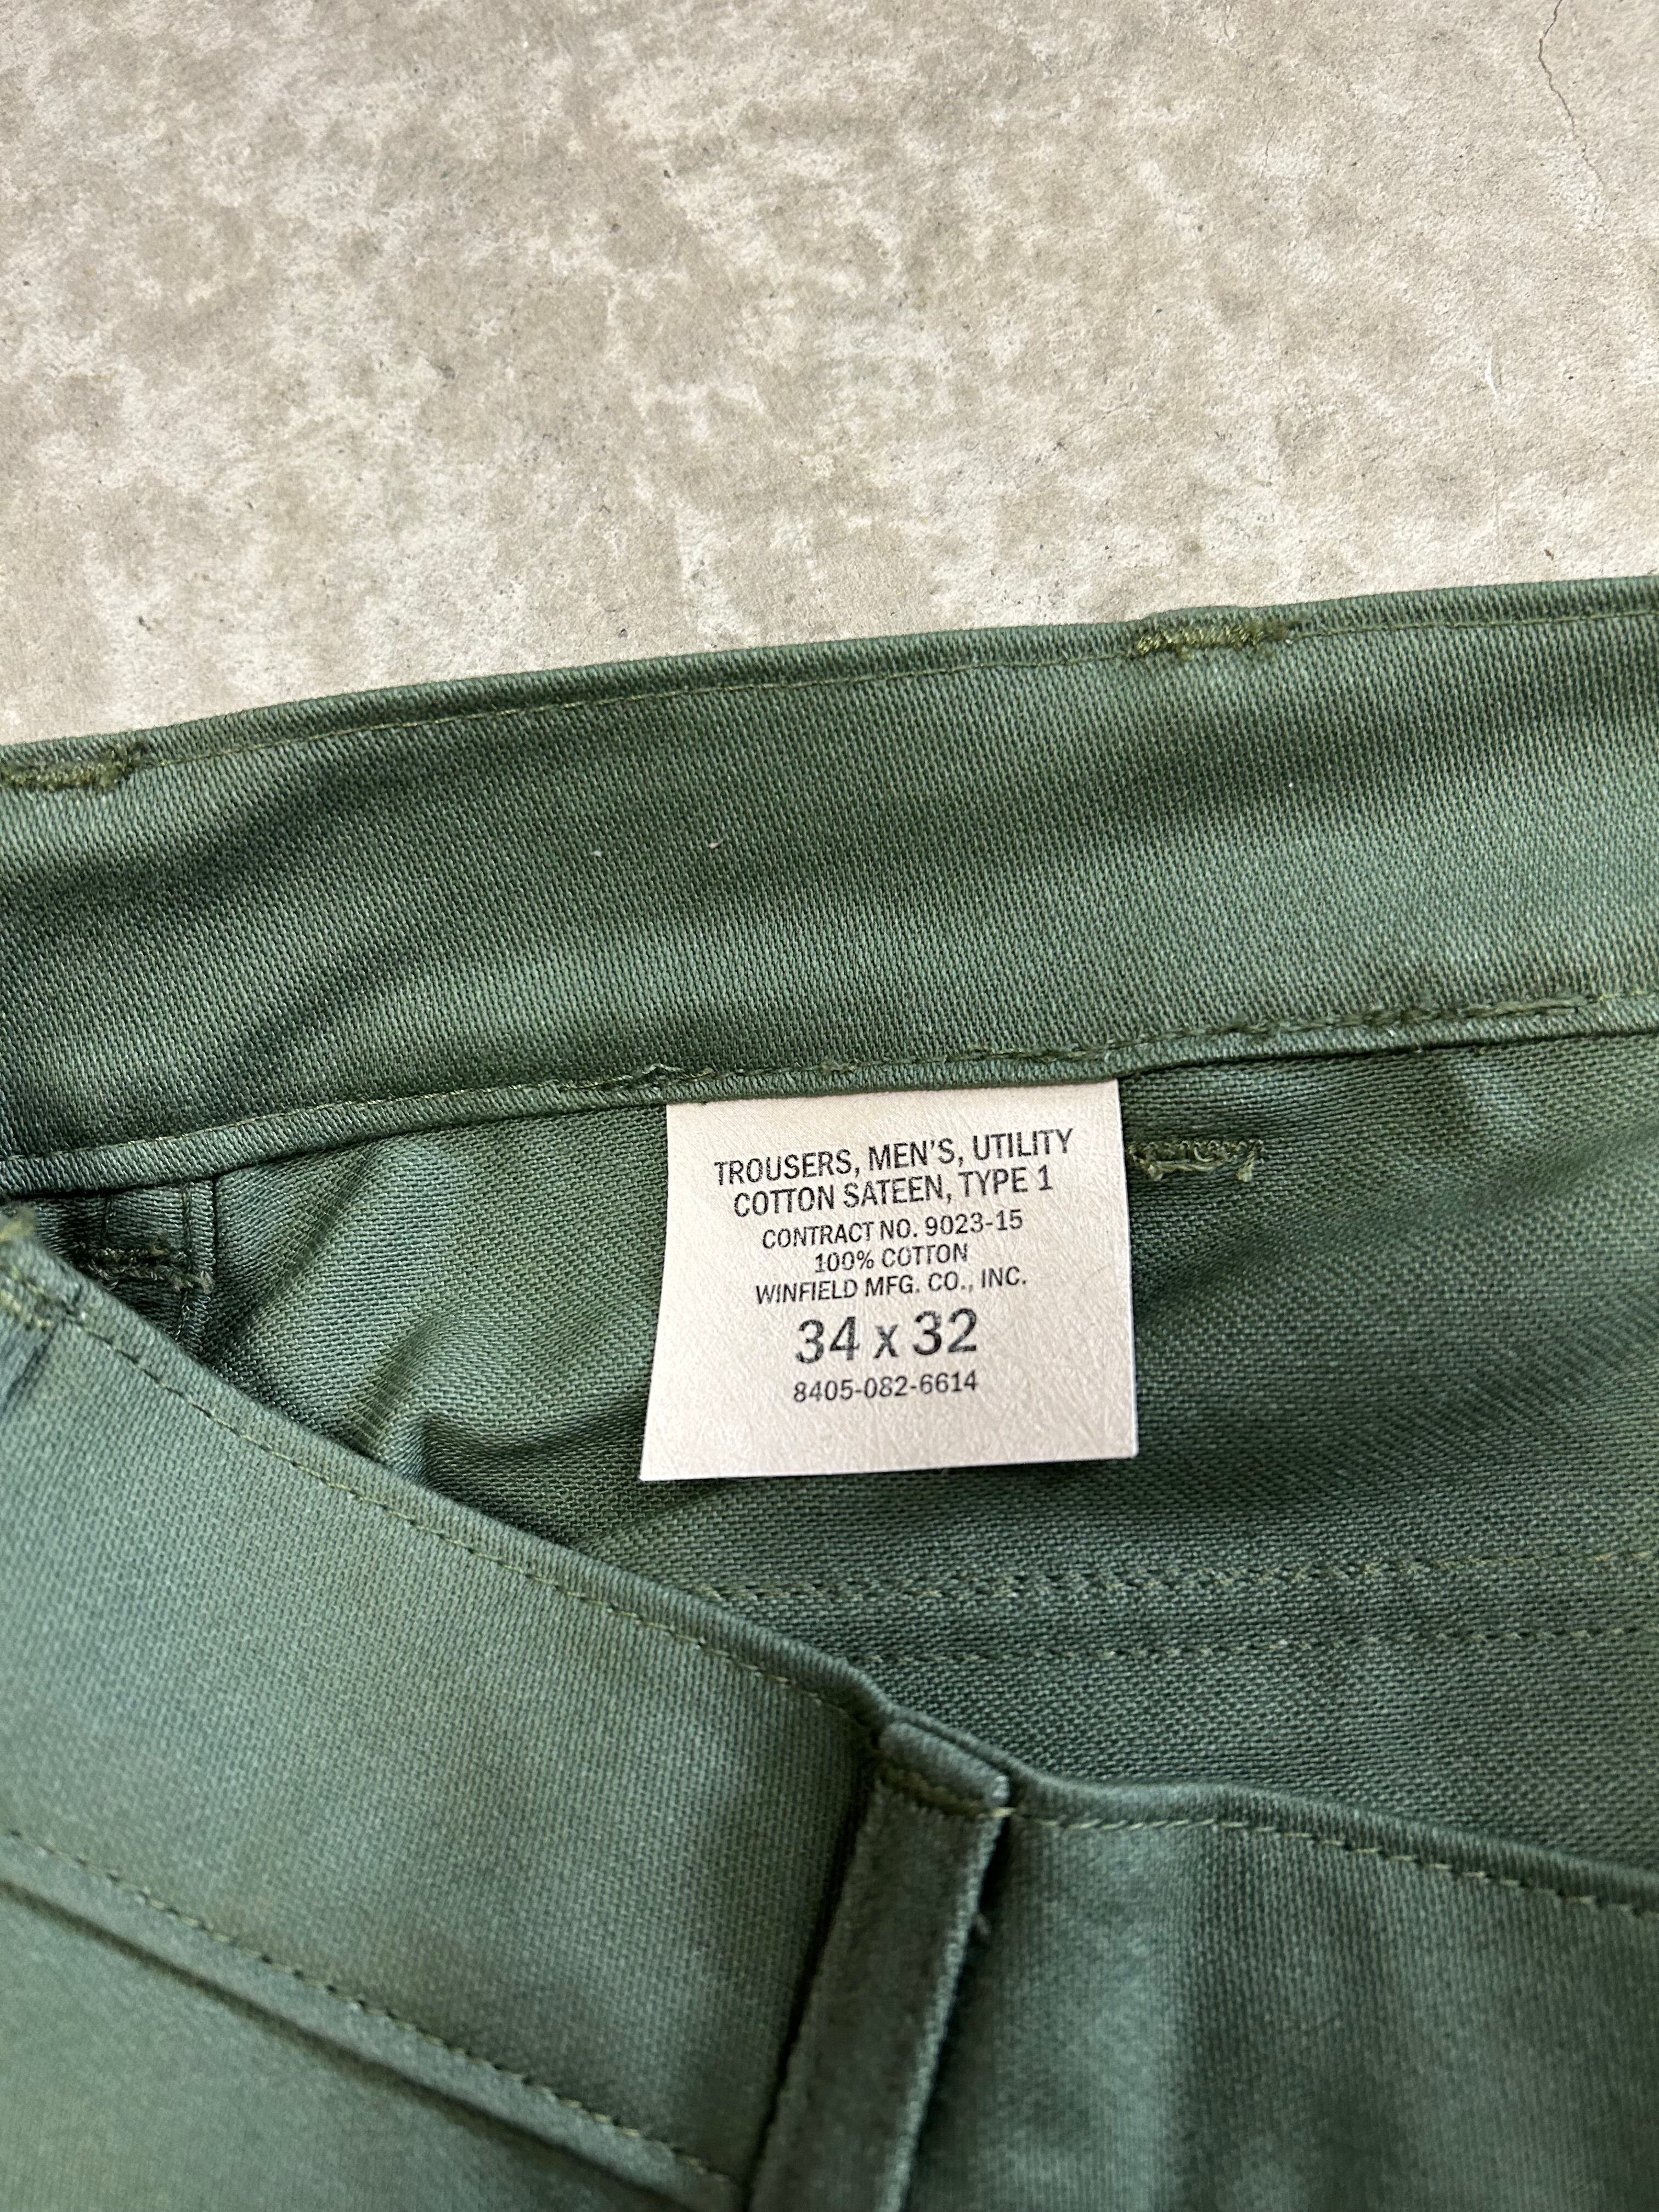 TROUSERS, MEN'S, UTILITY
COTTON SATEEN, TYPE 1
CONTRACT NO. 9023-15
100% COTTON
WINFIELD MFG. CO., INC.
34 x 32
8405-082-6614